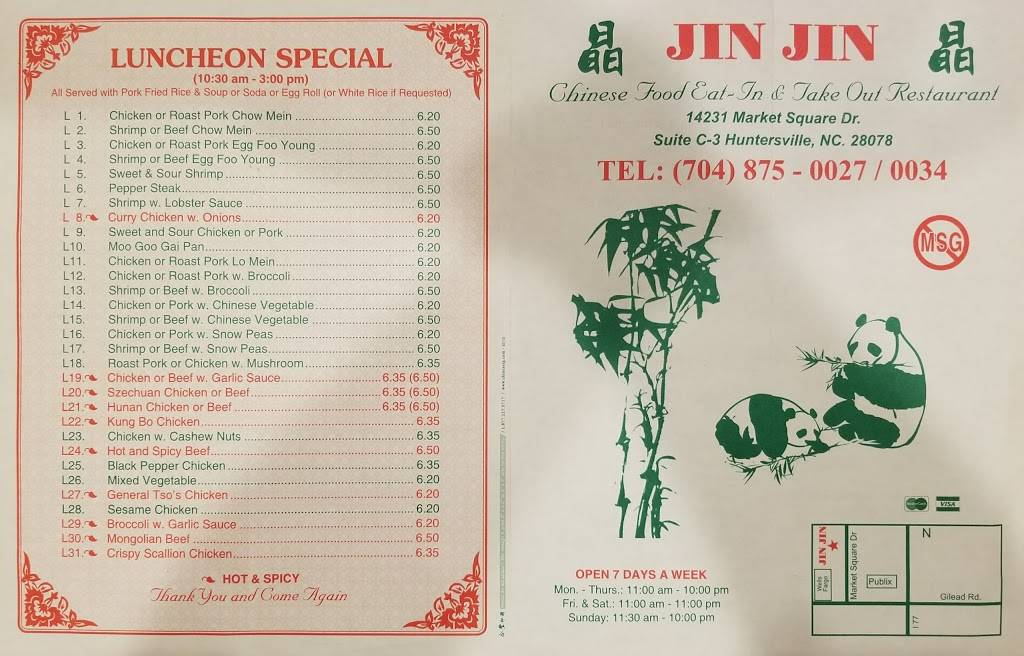 LUNCHEON SPECIAL
(10:30 am - 3:00 pm)
All Served with Pork Fried Rice & Soup or Soda or Egg Roll (or White Rice if Requested)
L 1. Chicken or Roast Pork Chow Mein 6.20
L 2. Shrimp or Beef Chow Mein 6.50
L 3. Chicken or Roast Pork Egg Foo Young 6.20
L 4. Shrimp or Beef Egg Foo Young 6.50
L 5. Sweet & Sour Shrimp 6.50
L 6. Pepper Steak 6.50
L 7. Shrimp w. Lobster Sauce 6.50
L 8. Curry Chicken w. Onions 6.20
L 9. Sweet and Sour Chicken or Pork 6.20
L10. Moo Goo Gai Pan 6.20
L11. Chicken or Roast Pork Lo Mein 6.20
L12. Chicken or Roast Pork w. Broccoli 6.20
L13. Shrimp or Beef w. Broccoli 6.50
L14. Chicken or Pork w. Chinese Vegetable 6.20
L15. Shrimp or Beef w. Chinese Vegetable 6.50
L16. Chicken or Pork w. Snow Peas 6.20
L17. Shrimp or Beef w. Snow Peas 6.50
L18. Roast Pork or Chicken w. Mushroom 6.35
L19. Chicken or Beef w. Garlic Sauce 6.35 (6.50)
L20. Szechuan Chicken or Beef 6.35 (6.50)
L21. Hunan Chicken or Beef 6.35 (6.50)
L22. Kung Bo Chicken 6.35
L23. Chicken w. Cashew Nuts 6.35
L24. Hot and Spicy Beef 6.50
L25. Black Pepper Chicken 6.35
L26. Mixed Vegetable 6.20
L27. General Tso's Chicken 6.20
L28. Sesame Chicken 6.20
L29. Broccoli w. Garlic Sauce 6.20
L30. Mongolian Beef 6.50
L31. Crispy Scallion Chicken 6.35
HOT & SPICY
Thank You and Come Again
晶 JIN JIN 晶
Chinese Food Eat-In & Take Out Restaurant
14231 Market Square Dr.
Suite C-3 Huntersville, NC. 28078
TEL: (704) 875 - 0027 / 0034
MSG
OPEN 7 DAYS A WEEK
Mon. - Thurs.: 11:00 am - 10:00 pm
Fri. & Sat.: 11:00 am - 11:00 pm
Sunday: 11:30 am - 10:00 pm
VISA
JIN JIN
Wells Fargo
Market Square Dr
Publix
N
Gilead Rd.
I 77